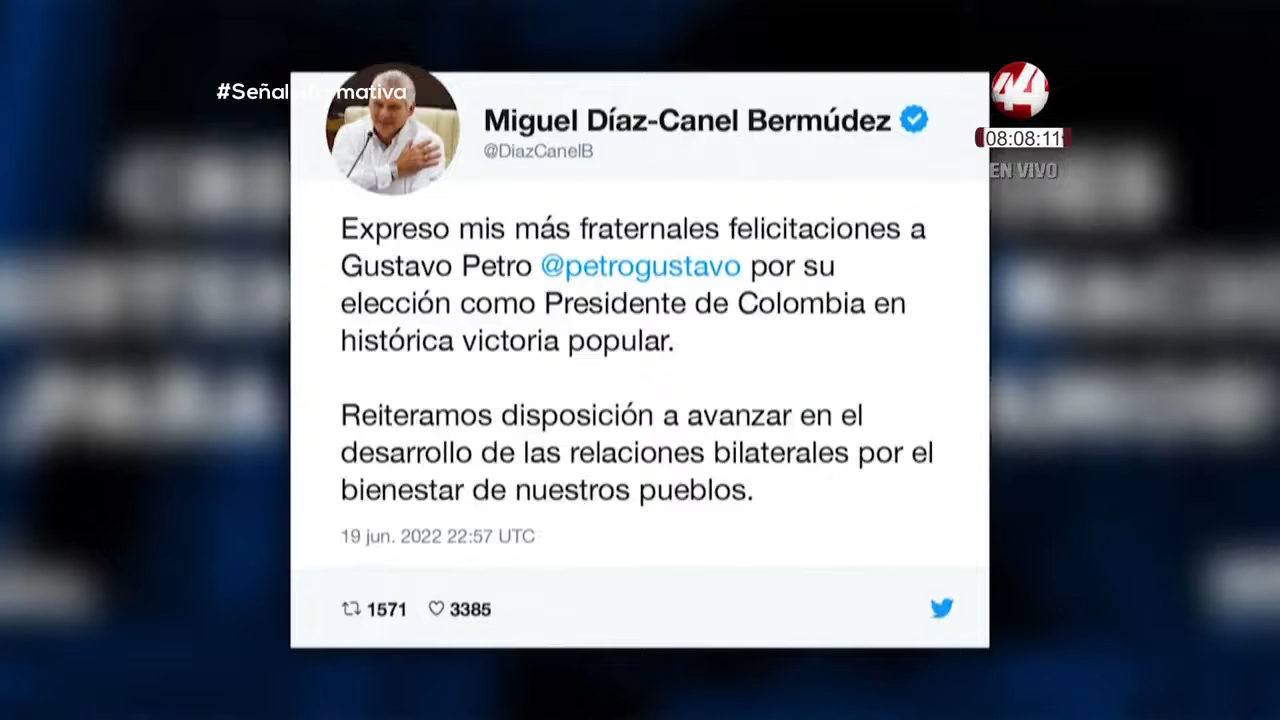 #Señal
mativa
44
08:08:11
EN VIVO
Miguel Díaz-Canel Bermúdez
@DiazCanelB
Expreso mis más fraternales felicitaciones a
Gustavo Petro @petrogustavo por su
elección como Presidente de Colombia en
histórica victoria popular.
Reiteramos disposición a avanzar en el
desarrollo de las relaciones bilaterales por el
bienestar de nuestros pueblos.
19 jun. 2022 22:57 UTC
1571 3385